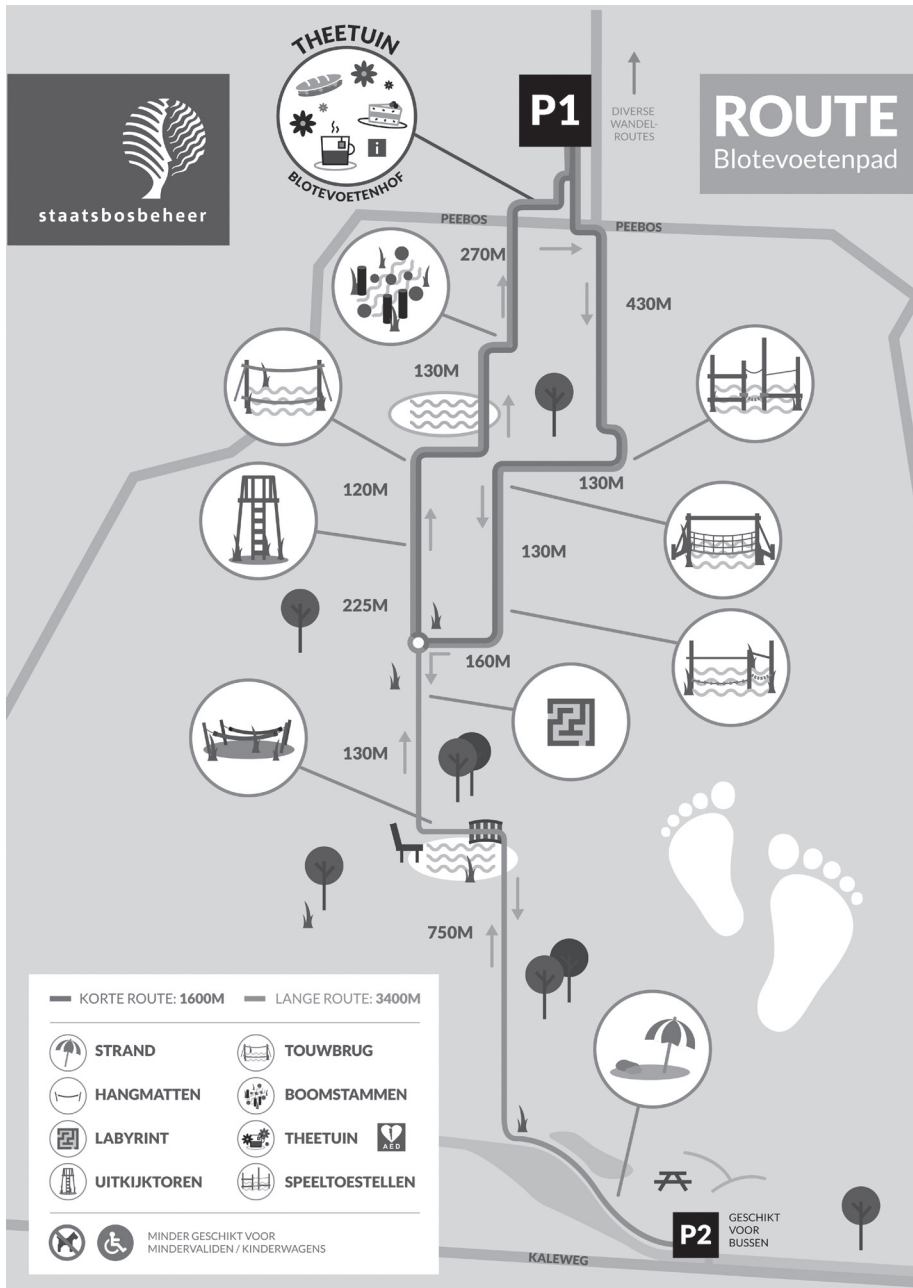 THEETUIN
BLOTEVOETENHOF
i
P1
DIVERSE
WANDEL-
ROUTES
ROUTE
Blotevoetenpad
staatsbosbeheer
PEEBOS
PEEBOS
270M
430M
130M
120M
130M
130M
225M
160M
130M
750M
KORTE ROUTE: 1600M
LANGE ROUTE: 3400M
STRAND
TOUWBRUG
HANGMATTEN
BOOMSTAMMEN
LABYRINT
THEETUIN
AED
UITKIJKTOREN
SPEELTOESTELLEN
MINDER GESCHIKT VOOR
MINDERVALIDEN / KINDERWAGENS
P2
GESCHIKT
VOOR
BUSSEN
KALEWEG